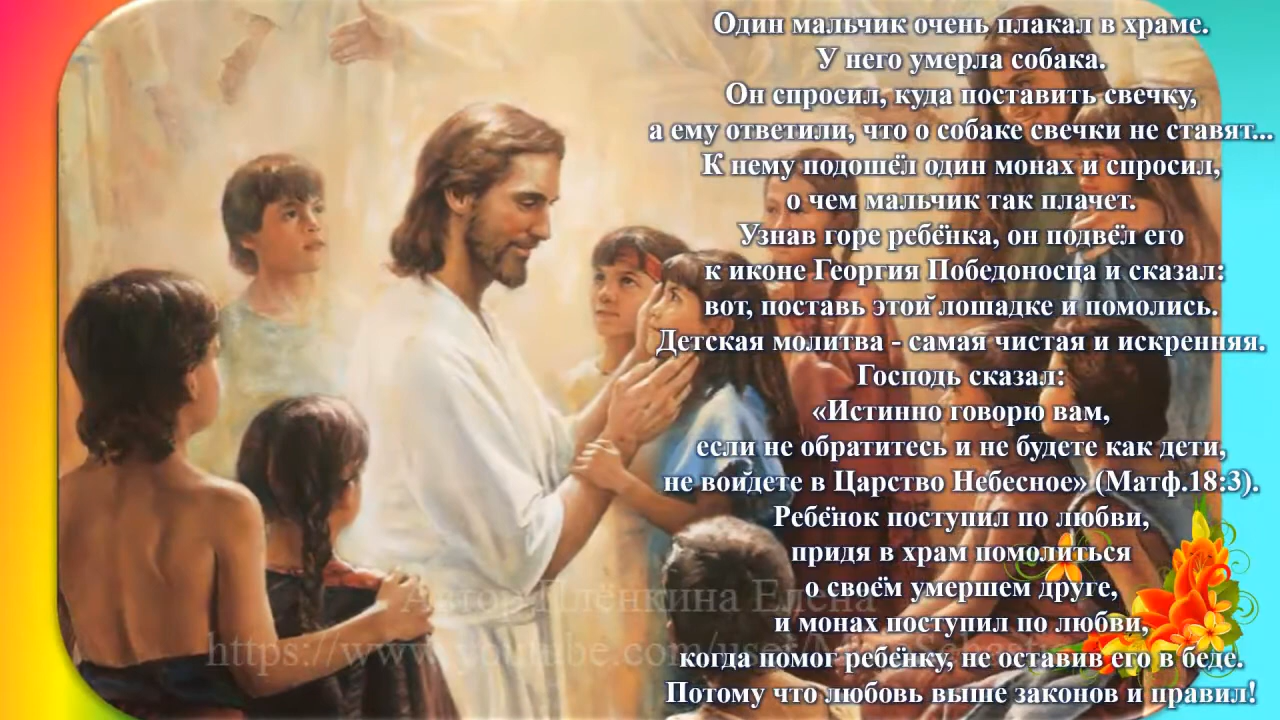 Один мальчик очень плакал в храме.
У него умерла собака.
Он спросил, куда поставить свечку,
а ему ответили, что о собаке свечки не ставят...
К нему подошёл один монах и спросил,
о чем мальчик так плачет.
Узнав горе ребёнка, он подвёл его
к иконе Георгия Победоносца и сказал:
вот, поставь этой лошадке и помолись.
Детская молитва - самая чистая и искренняя.
Господь сказал:
«Истинно говорю вам,
если не обратитесь и не будете как дети,
не войдете в Царство Небесное» (Матф.18:3).
Ребёнок поступил по любви,
придя в храм помолиться
о своём умершем друге,
и монах поступил по любви,
когда помог ребёнку, не оставив его в беде.
Потому что любовь выше законов и правил!
Автор Плёнкина Елена
https://www.youtube.com/user/